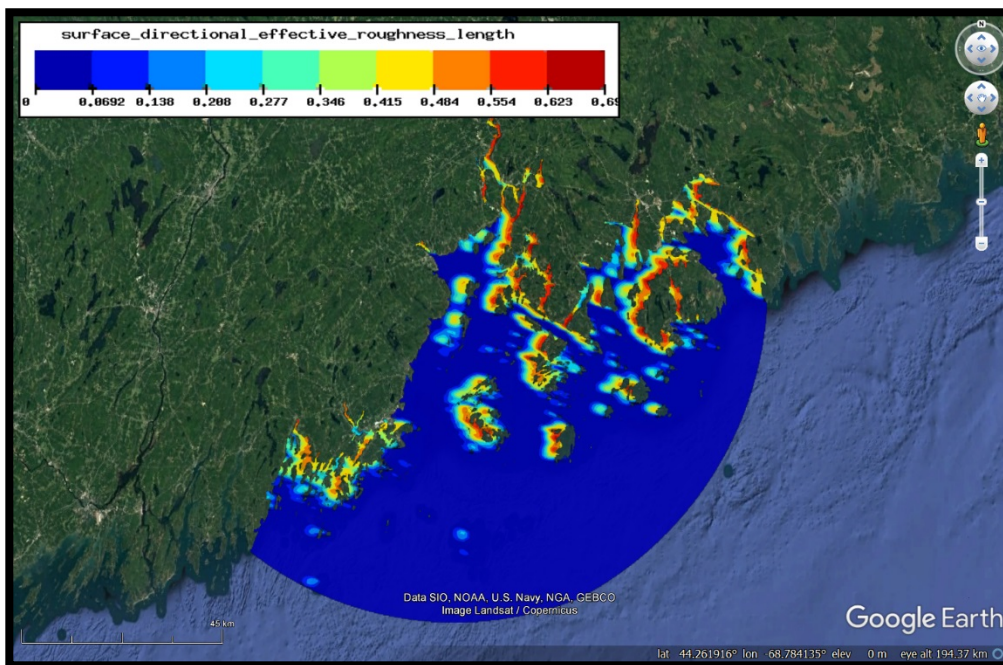 surface_directional_effective_roughness_length
0 0.0692 0.138 0.208 0.277 0.346 0.415 0.484 0.554 0.623 0.69
N
Data SIO, NOAA, U.S. Navy, NGA, GEBCO
Image Landsat / Copernicus
Google Earth
45 km
lat 44.261916° lon -68.784135° elev 0 m eye alt 194.37 km